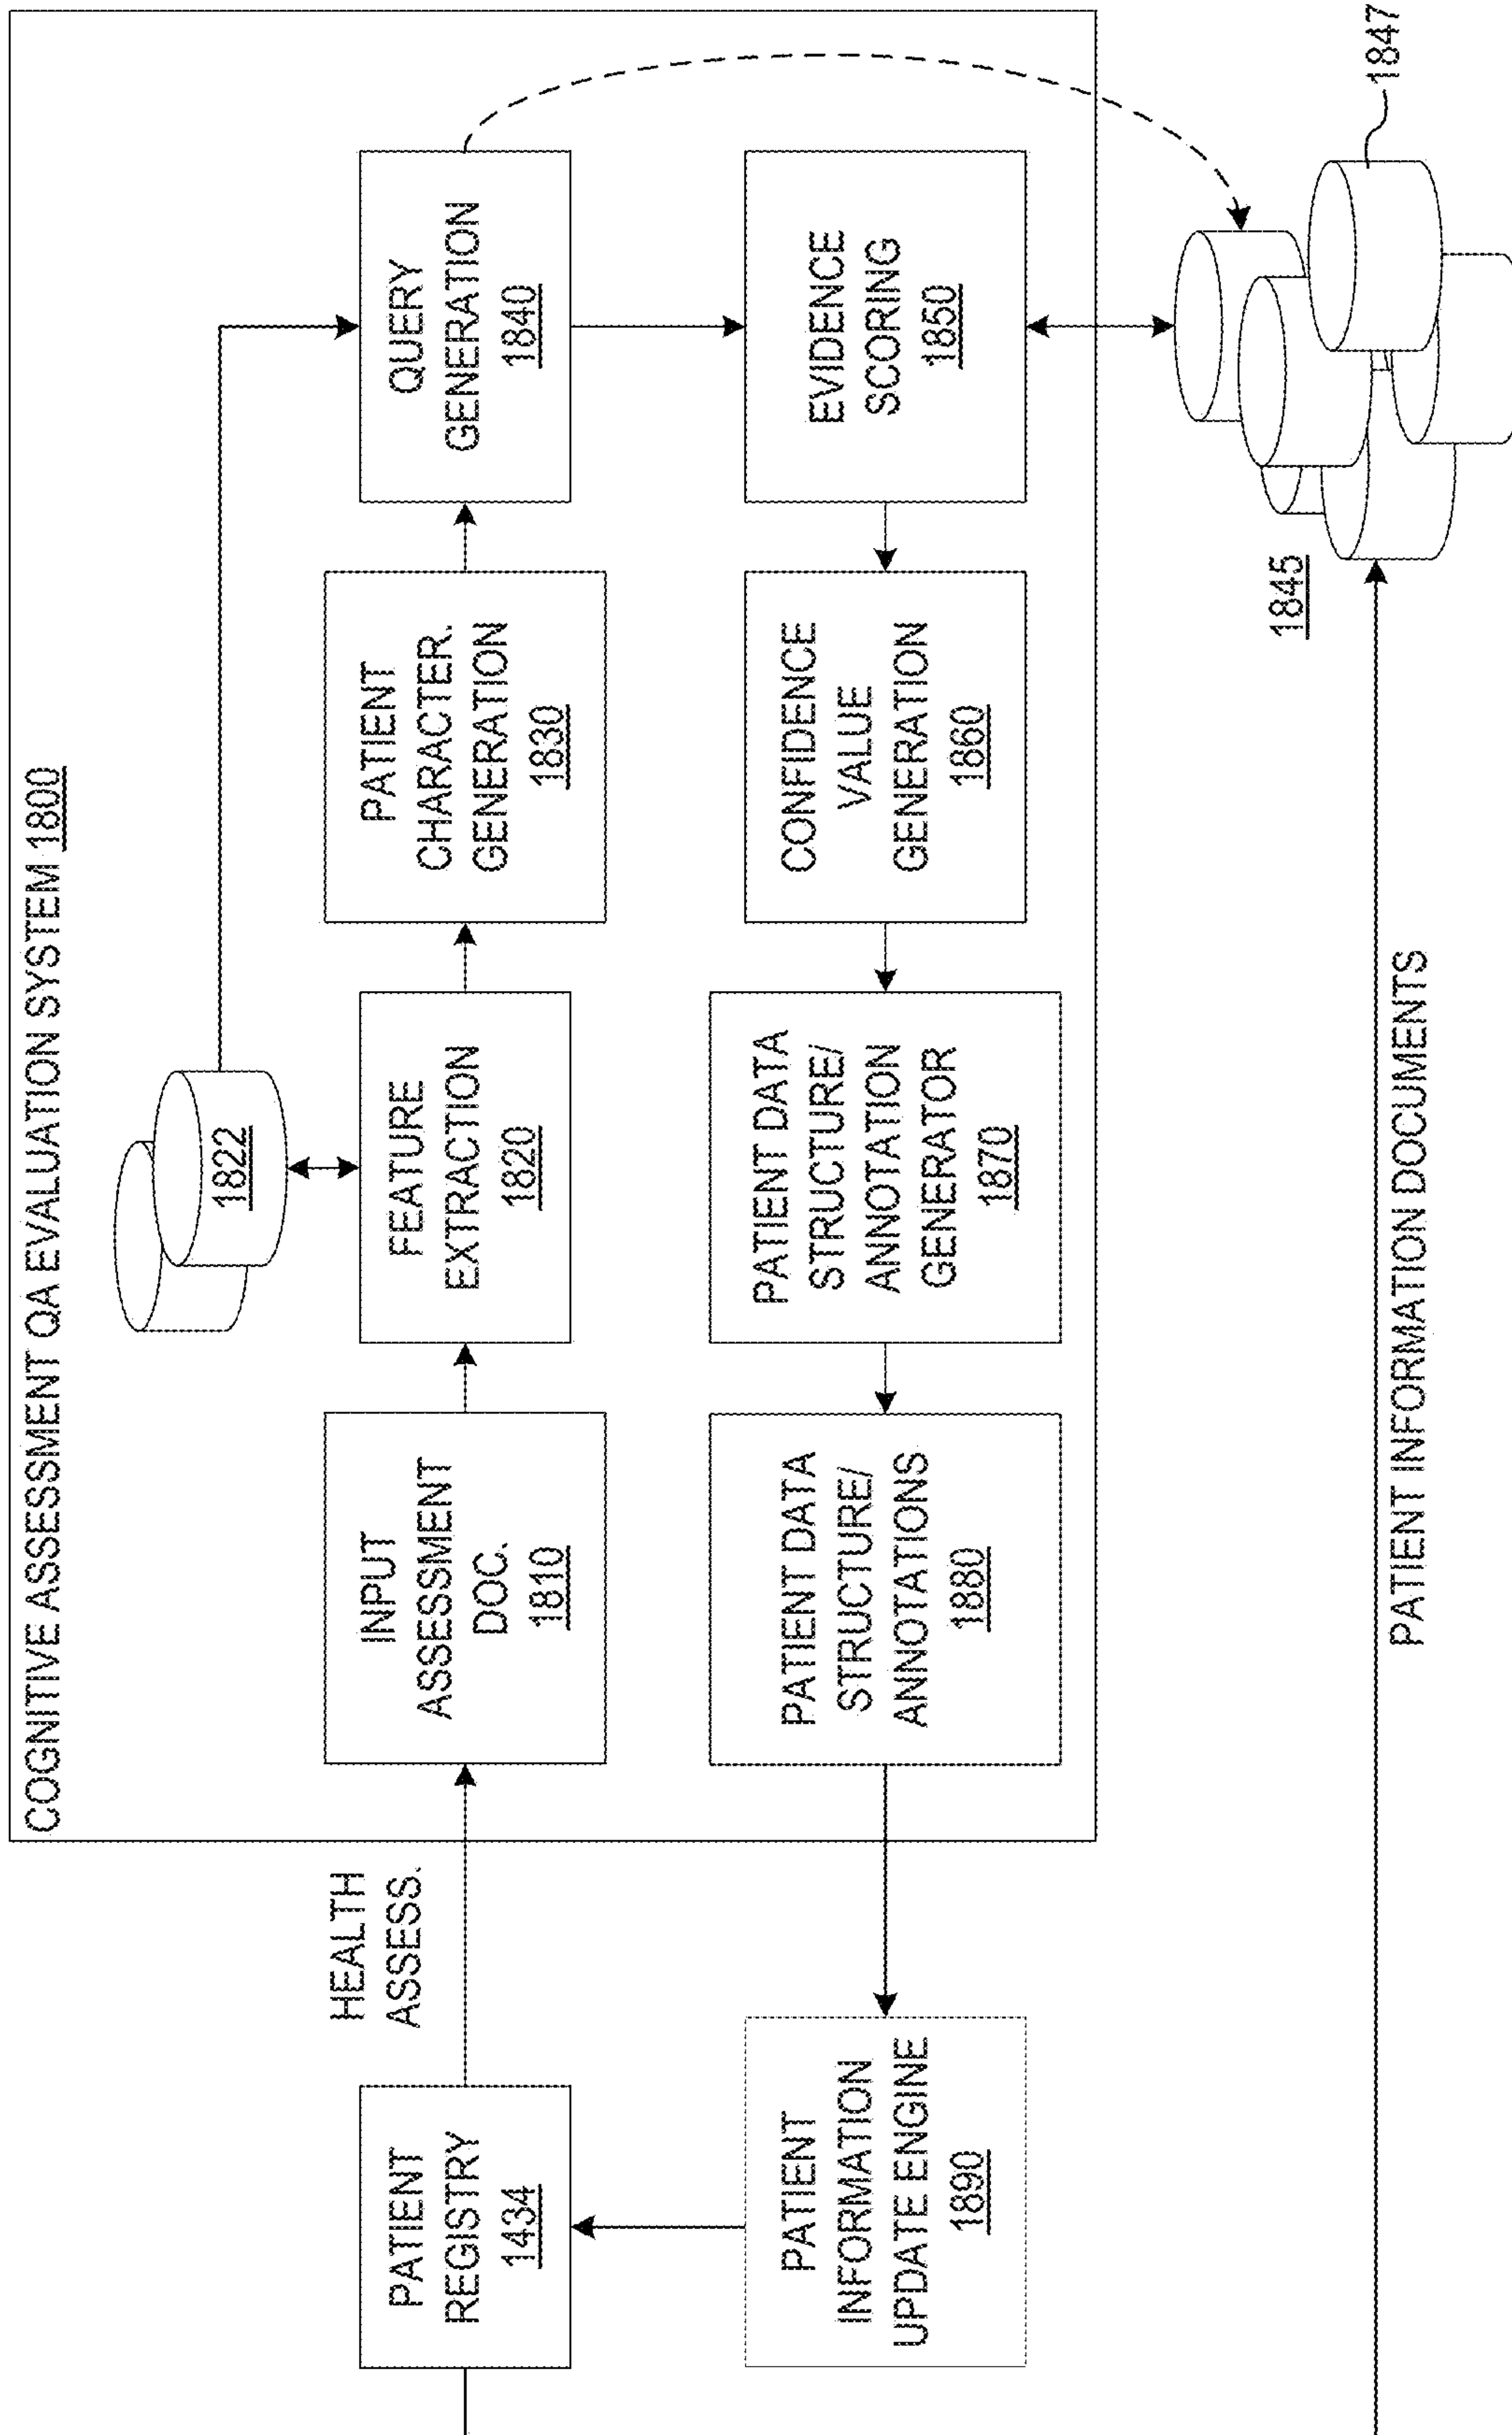 COGNITIVE ASSESSMENT QA EVALUATION SYSTEM 1800
1822
PATIENT
REGISTRY
1434
HEALTH
ASSESS.
INPUT
ASSESSMENT
DOC.
1810
FEATURE
EXTRACTION
1820
PATIENT
CHARACTER.
GENERATION
1830
QUERY
GENERATION
1840
PATIENT
INFORMATION
UPDATE ENGINE
1890
PATIENT DATA
STRUCTURE/
ANNOTATIONS
1880
PATIENT DATA
STRUCTURE/
ANNOTATION
GENERATOR
1870
CONFIDENCE
VALUE
GENERATION
1860
EVIDENCE
SCORING
1850
1845
1847
PATIENT INFORMATION DOCUMENTS